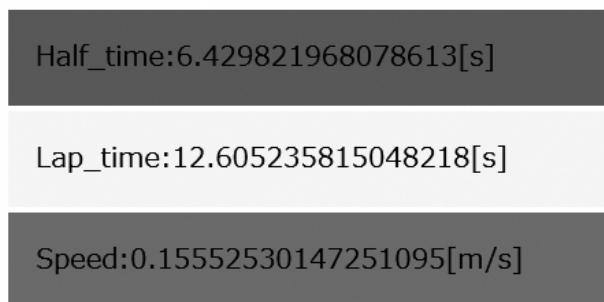 Half_time:6.429821968078613[s]
Lap_time:12.605235815048218[s]
Speed:0.15552530147251095[m/s]